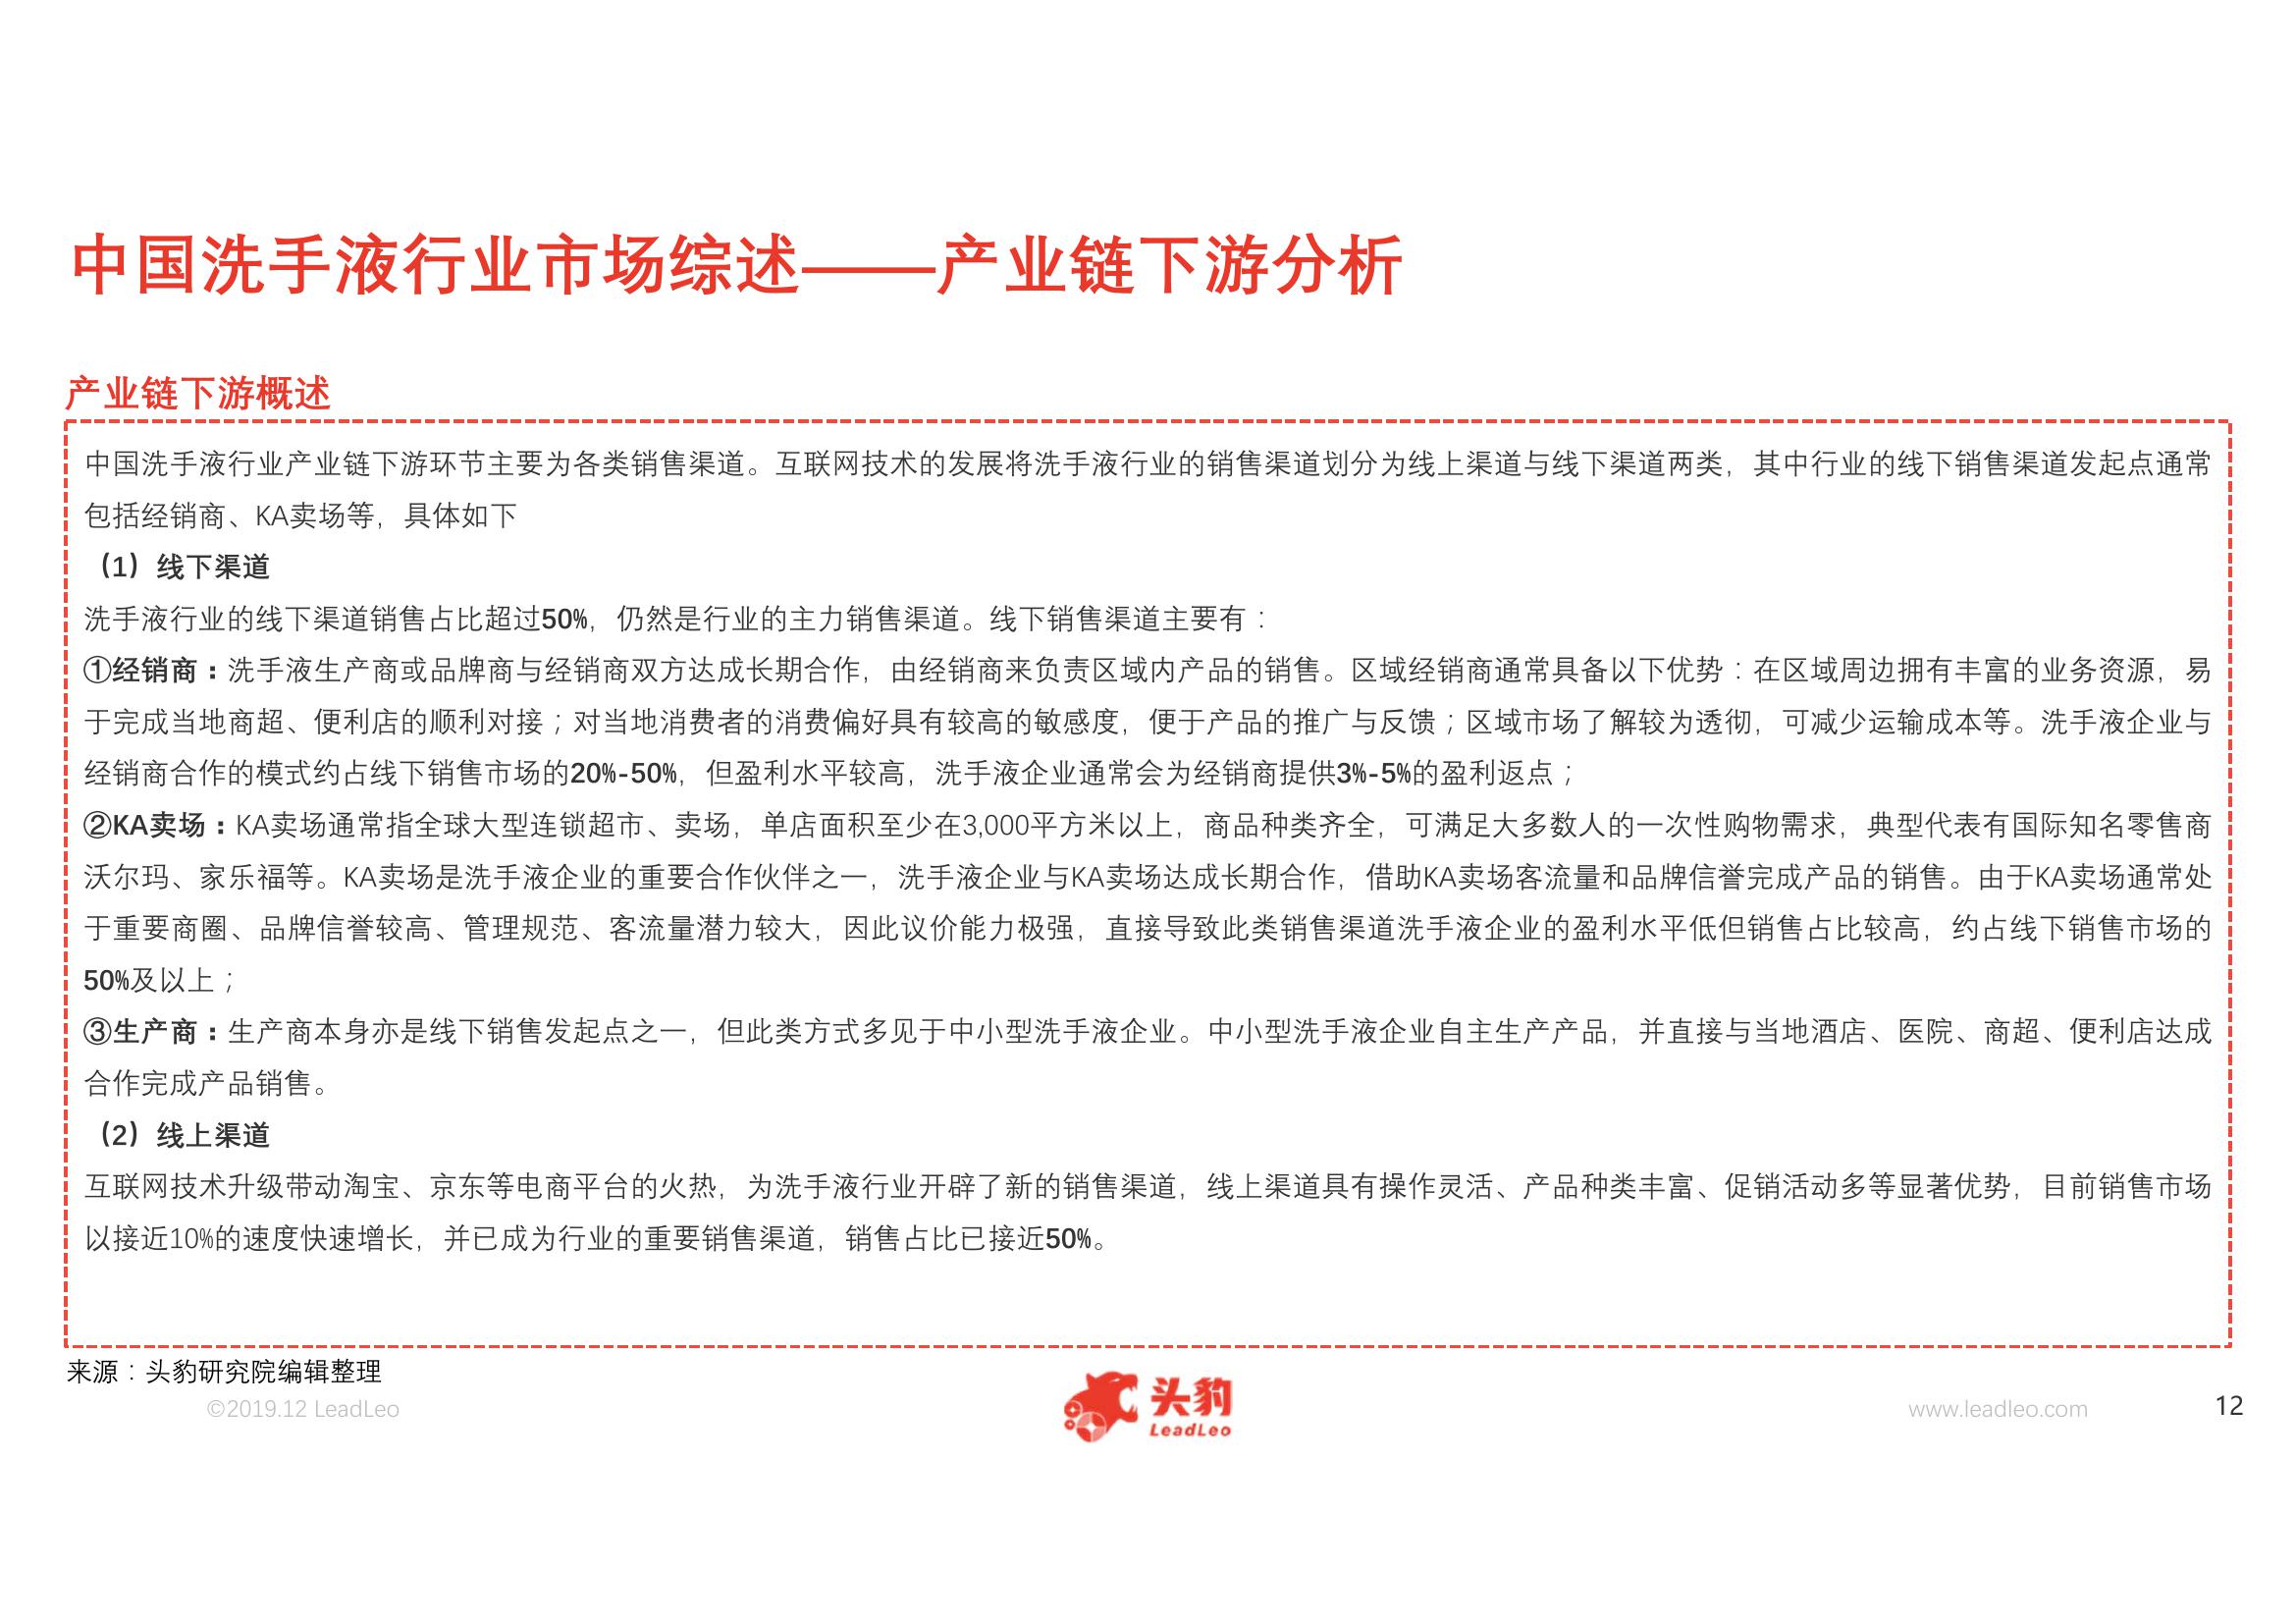 中国洗手液行业市场综述——产业链下游分析
产业链下游概述
中国洗手液行业产业链下游环节主要为各类销售渠道。互联网技术的发展将洗手液行业的销售渠道划分为线上渠道与线下渠道两类，其中行业的线下销售渠道发起点通常
包括经销商、KA卖场等，具体如下
（1）线下渠道
洗手液行业的线下渠道销售占比超过50%，仍然是行业的主力销售渠道。线下销售渠道主要有：
①经销商：洗手液生产商或品牌商与经销商双方达成长期合作，由经销商来负责区域内产品的销售。区域经销商通常具备以下优势：在区域周边拥有丰富的业务资源，易
于完成当地商超、便利店的顺利对接；对当地消费者的消费偏好具有较高的敏感度，便于产品的推广与反馈；区域市场了解较为透彻，可减少运输成本等。洗手液企业与
经销商合作的模式约占线下销售市场的20%-50%，但盈利水平较高，洗手液企业通常会为经销商提供3%-5%的盈利返点；
②KA卖场：KA卖场通常指全球大型连锁超市、卖场，单店面积至少在3,000平方米以上，商品种类齐全，可满足大多数人的一次性购物需求，典型代表有国际知名零售商
沃尔玛、家乐福等。KA卖场是洗手液企业的重要合作伙伴之一，洗手液企业与KA卖场达成长期合作，借助KA卖场客流量和品牌信誉完成产品的销售。由于KA卖场通常处
于重要商圈、品牌信誉较高、管理规范、客流量潜力较大，因此议价能力极强，直接导致此类销售渠道洗手液企业的盈利水平低但销售占比较高，约占线下销售市场的
50%及以上；
③生产商：生产商本身亦是线下销售发起点之一，但此类方式多见于中小型洗手液企业。中小型洗手液企业自主生产产品，并直接与当地酒店、医院、商超、便利店达成
合作完成产品销售。
（2）线上渠道
互联网技术升级带动淘宝、京东等电商平台的火热，为洗手液行业开辟了新的销售渠道，线上渠道具有操作灵活、产品种类丰富、促销活动多等显著优势，目前销售市场
以接近10%的速度快速增长，并已成为行业的重要销售渠道，销售占比已接近50%。
来源：头豹研究院编辑整理
©2019.12 LeadLeo
头豹
LeadLeo
www.leadleo.com
12